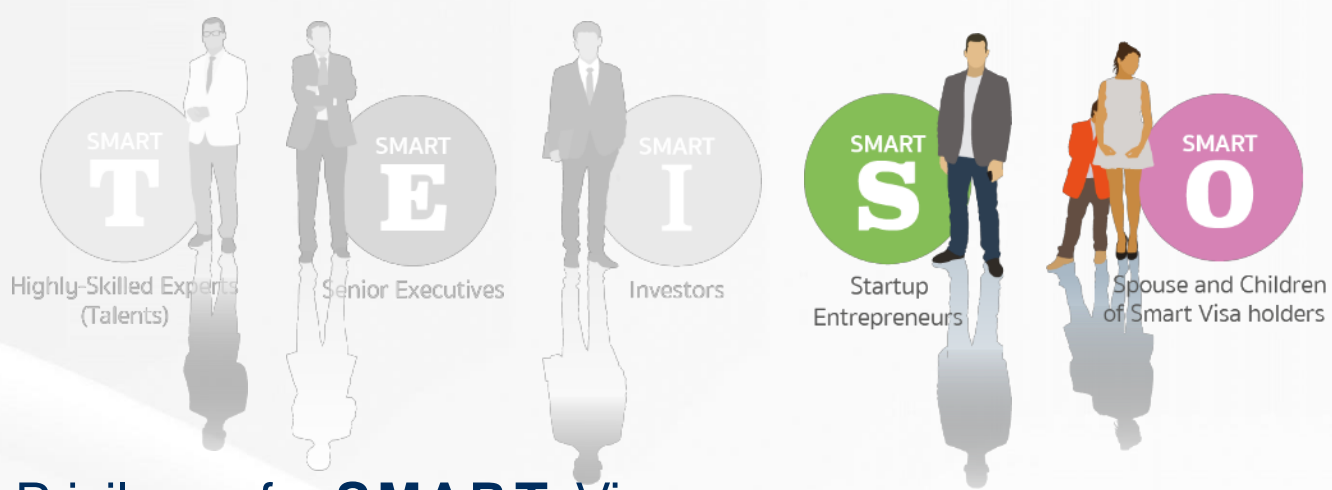 SMART
T
Highly-Skilled Experts
(Talents)
SMART
E
Senior Executives
SMART
I
Investors
SMART
S
Startup
Entrepreneurs
SMART
O
Spouse and Children
of Smart Visa holders
SMART